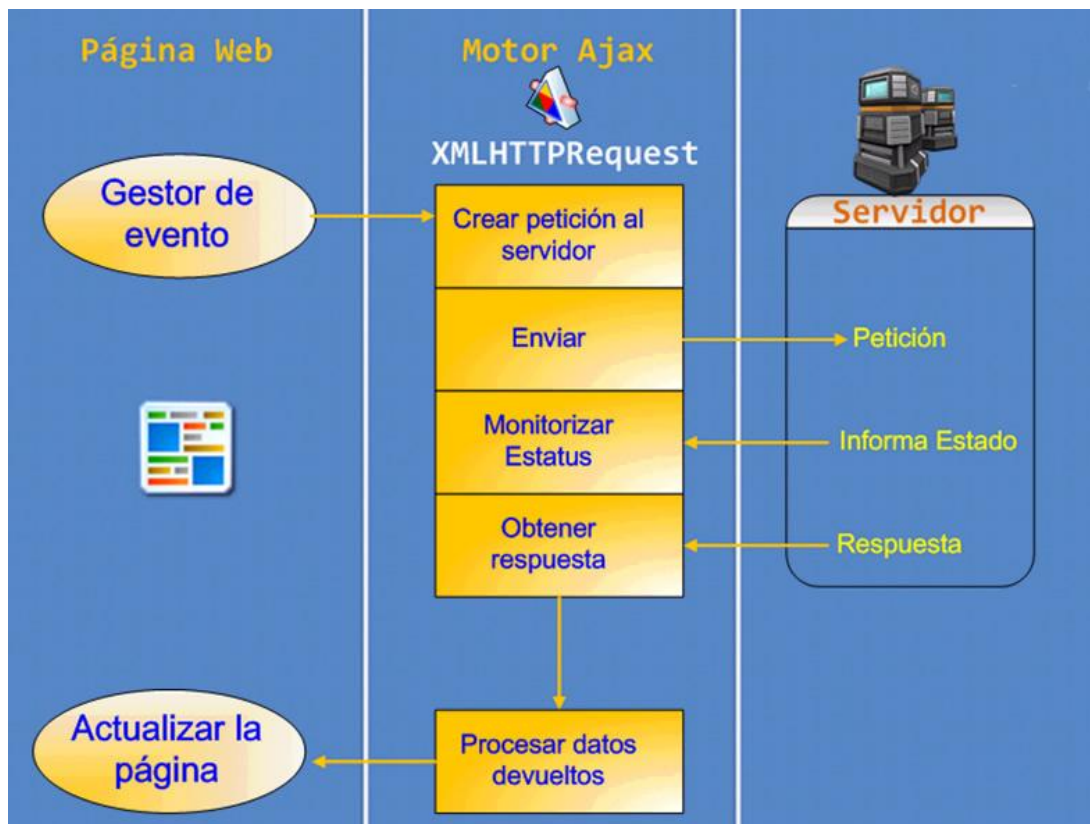 Página Web
Motor Ajax
XMLHTTPRequest
Gestor de
evento
Crear petición al
servidor
Servidor
Enviar
Petición
Monitorizar
Estatus
Informa Estado
Obtener
respuesta
Respuesta
Actualizar la
página
Procesar datos
devueltos